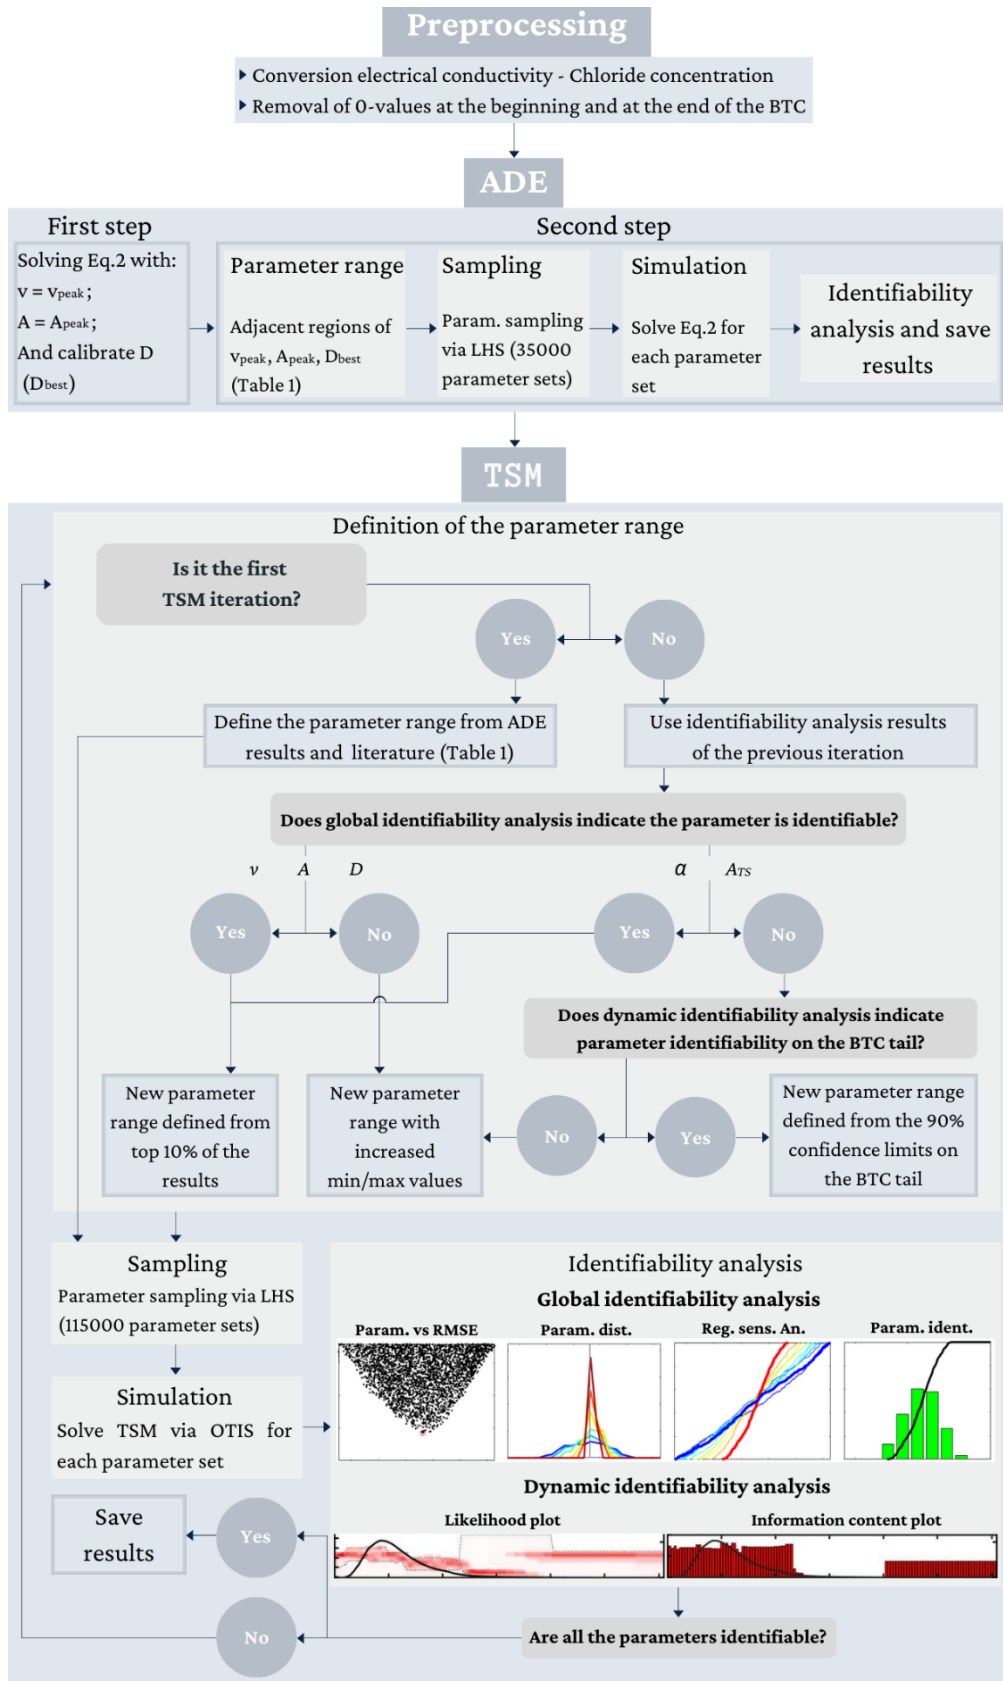 Preprocessing
Conversion electrical conductivity - Chloride concentration
Removal of 0-values at the beginning and at the end of the BTC
ADE
First step
Solving Eq.2 with:
v = vpeak;
A = Apeak;
And calibrate D
(Dbest)
Second step
Parameter range
Adjacent regions of
vpeak, Apeak, Dbest
(Table 1)
Sampling
Param. sampling
via LHS (35000
parameter sets)
Simulation
Solve Eq.2 for
each parameter
set
Identifiability
analysis and save
results
TSM
Definition of the parameter range
Is it the first
TSM iteration?
Yes
No
Define the parameter range from ADE
results and literature (Table 1)
Use identifiability analysis results
of the previous iteration
Does global identifiability analysis indicate the parameter is identifiable?
v A D
α ATS
Yes
No
Yes
No
Does dynamic identifiability analysis indicate
parameter identifiability on the BTC tail?
New parameter
range defined from
top 10% of the
results
New parameter
range with
increased
min/max values
No
Yes
New parameter range
defined from the 90%
confidence limits on
the BTC tail
Sampling
Parameter sampling via LHS
(115000 parameter sets)
Simulation
Solve TSM via OTIS for
each parameter set
Identifiability analysis
Global identifiability analysis
Param. vs RMSE
Param. dist.
Reg. sens. An.
Param. ident.
Dynamic identifiability analysis
Likelihood plot
Information content plot
Save
results
Yes
No
Are all the parameters identifiable?